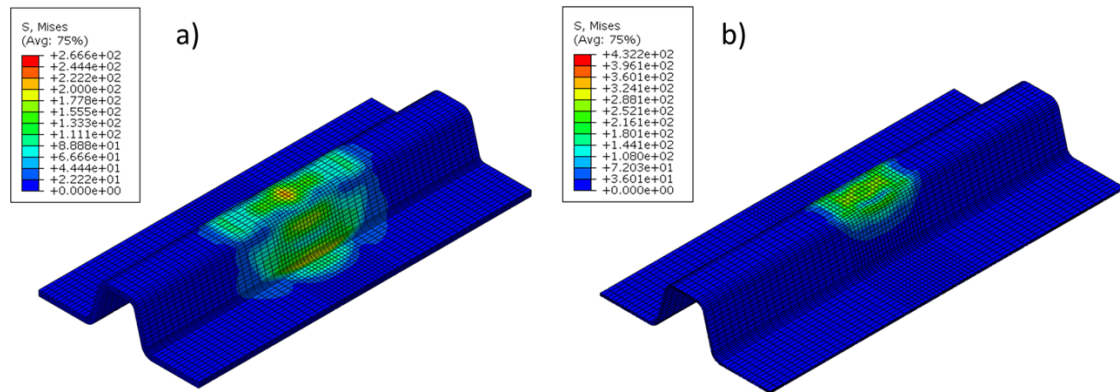 S, Mises
(Avg: 75%)
+2.666e+02
+2.444e+02
+2.222e+02
+2.000e+02
+1.778e+02
+1.555e+02
+1.333e+02
+1.111e+02
+8.888e+01
+6.666e+01
+4.444e+01
+2.222e+01
+0.000e+00
a)
S, Mises
(Avg: 75%)
+4.322e+02
+3.961e+02
+3.601e+02
+3.241e+02
+2.881e+02
+2.521e+02
+2.161e+02
+1.801e+02
+1.441e+02
+1.080e+02
+7.203e+01
+3.601e+01
+0.000e+00
b)